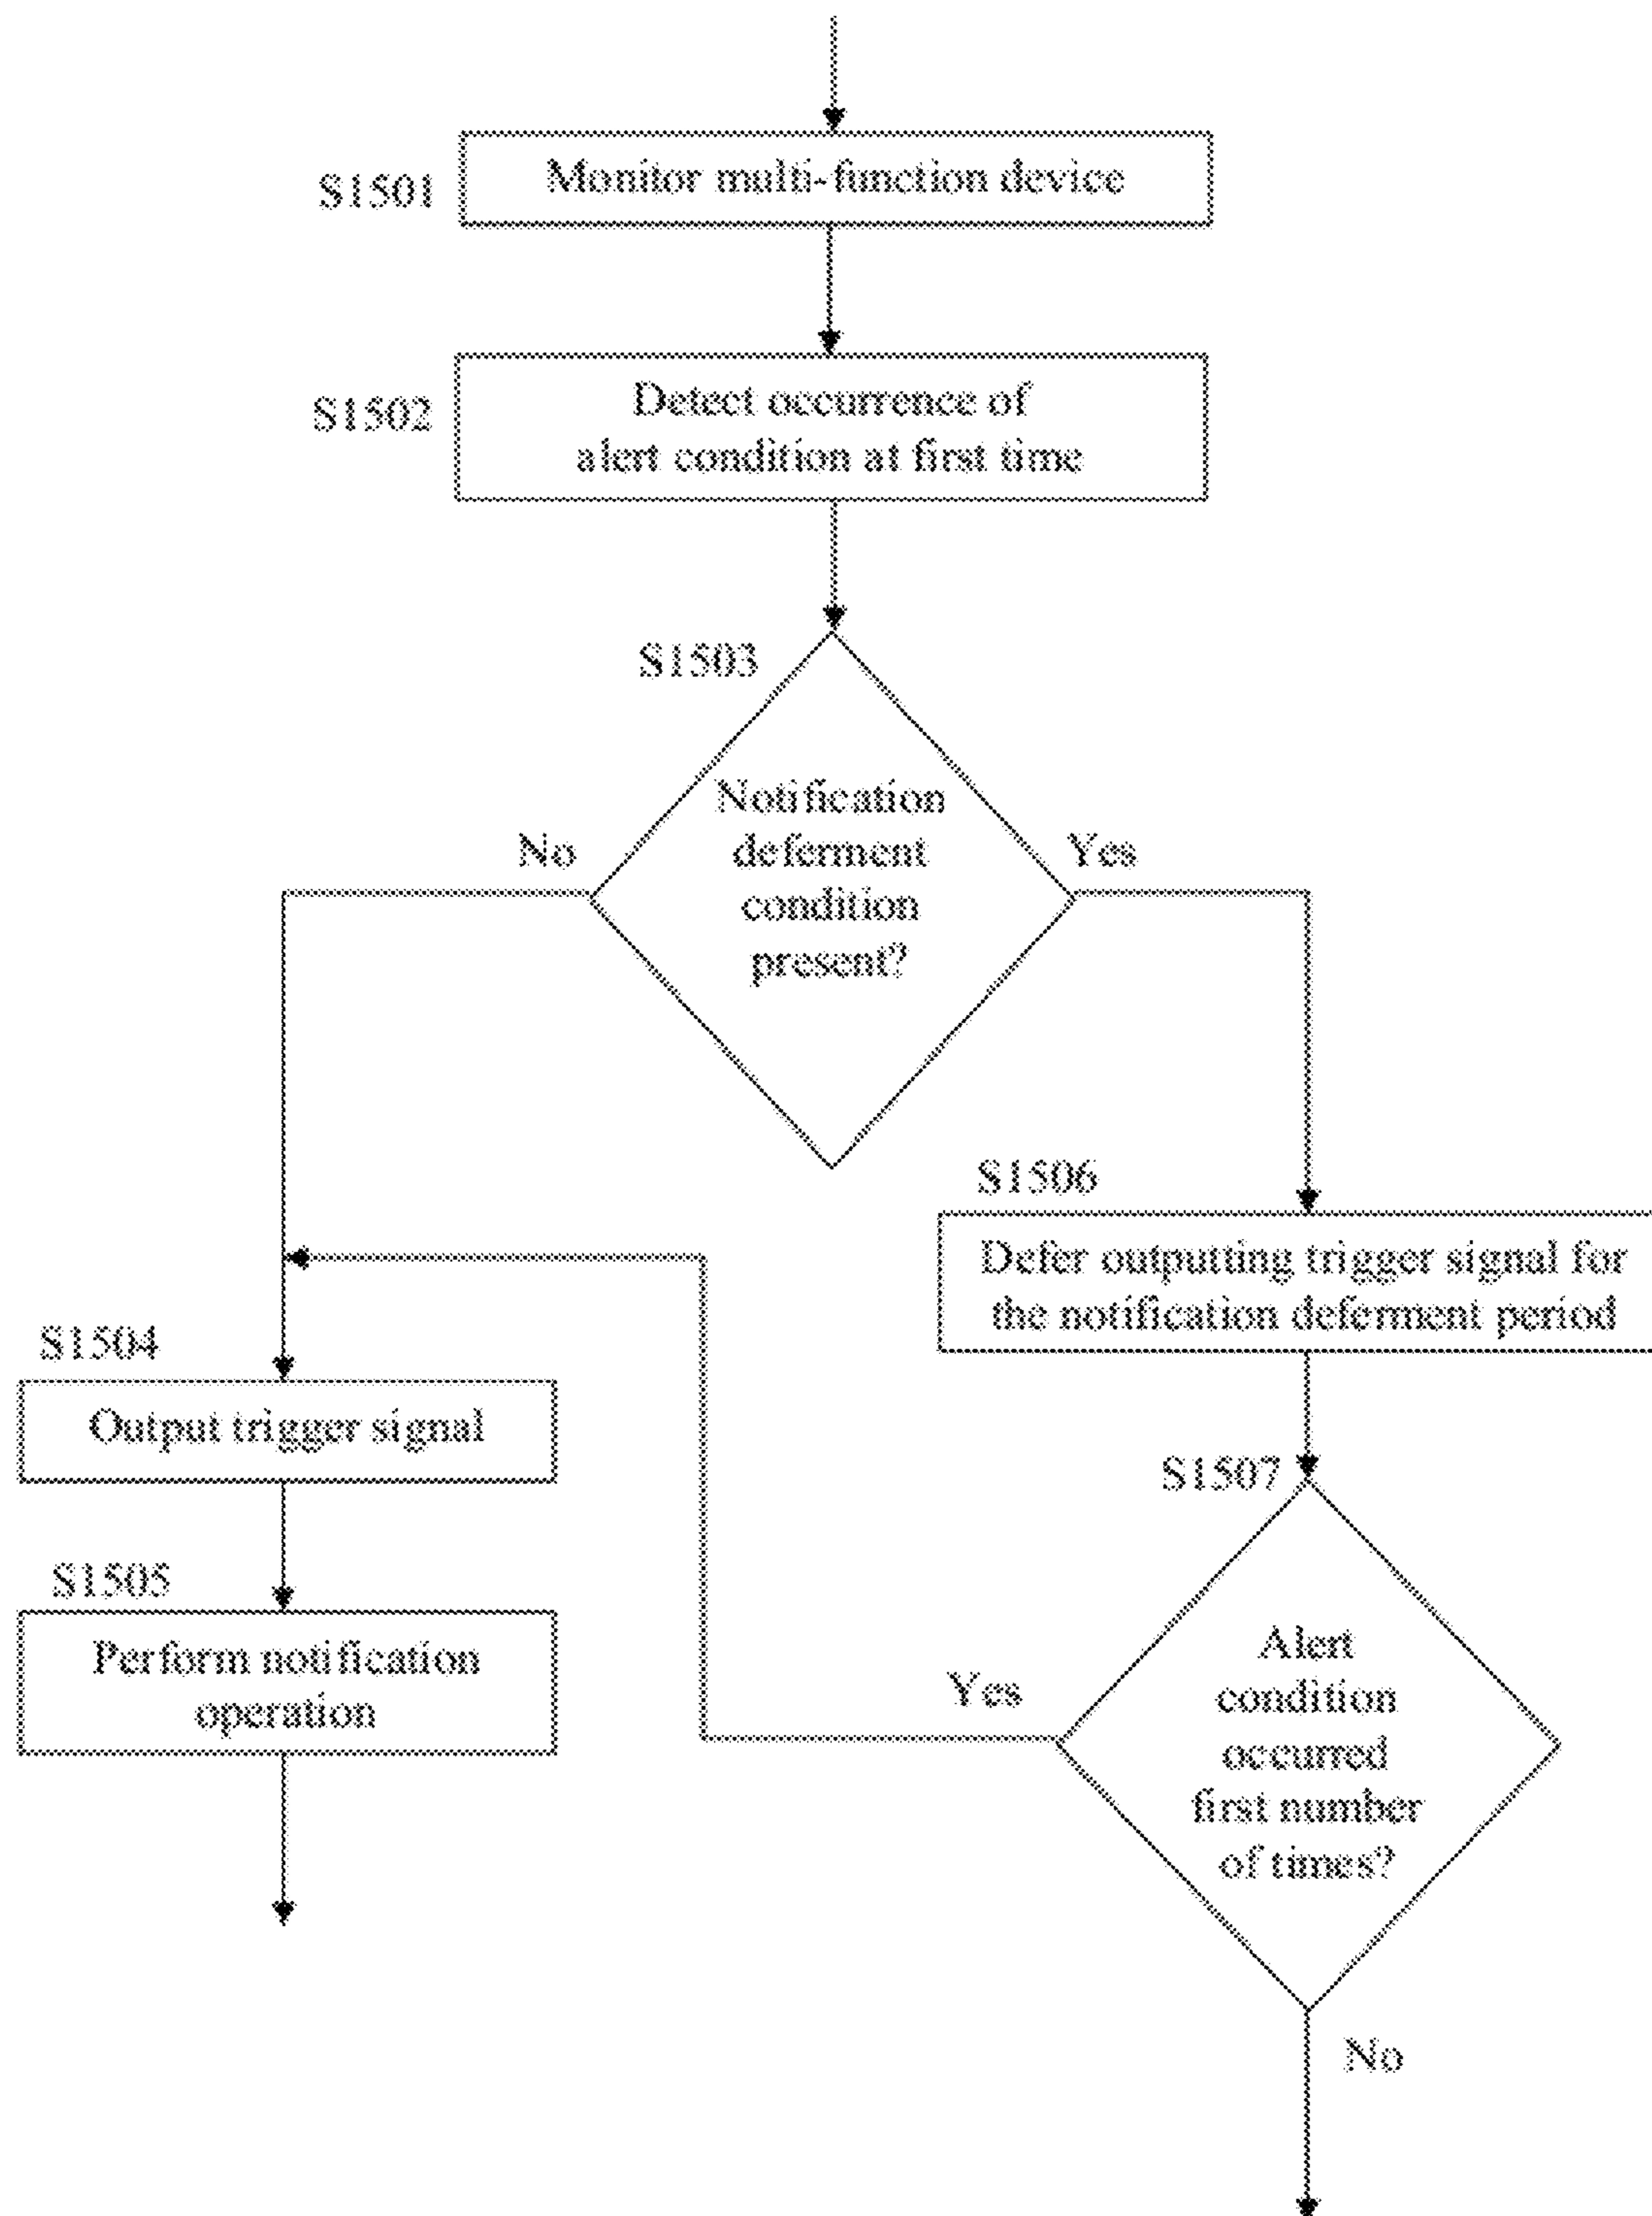 S1501
Monitor multi-function device
S1502
Detect occurrence of
alert condition at first time
S1503
Notification
deferment
condition
present?
No
Yes
S1506
Defer outputting trigger signal for
the notification deferment period
S1504
Output trigger signal
S1505
Perform notification
operation
S1507
Alert
condition
occurred
first number
of times?
Yes
No